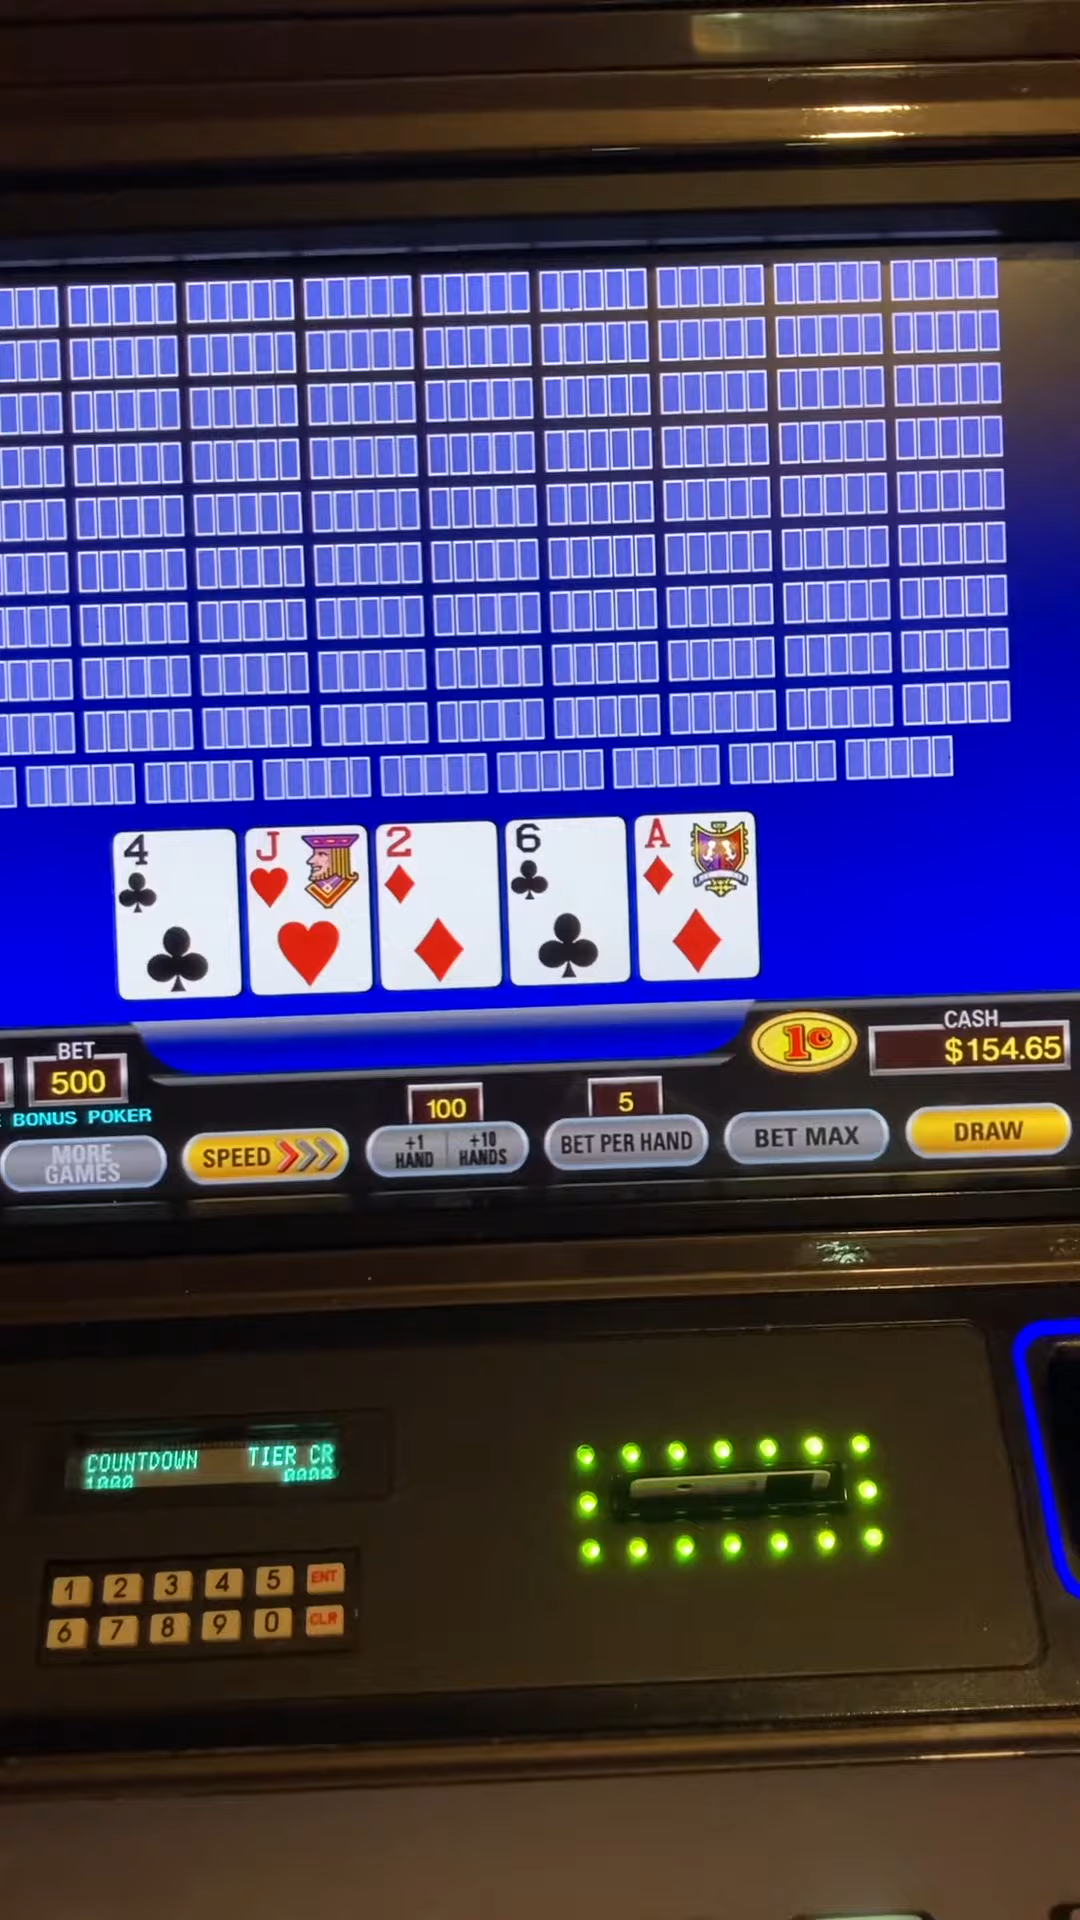 4 J 2 6 A
BET
500
BONUS POKER
1¢
CASH
$154.65
100
5
MORE GAMES
SPEED
+1 HAND
+10 HANDS
BET PER HAND
BET MAX
DRAW
COUNTDOWN TIER CR
1000 0000
1 2 3 4 5 ENT
6 7 8 9 0 CLR